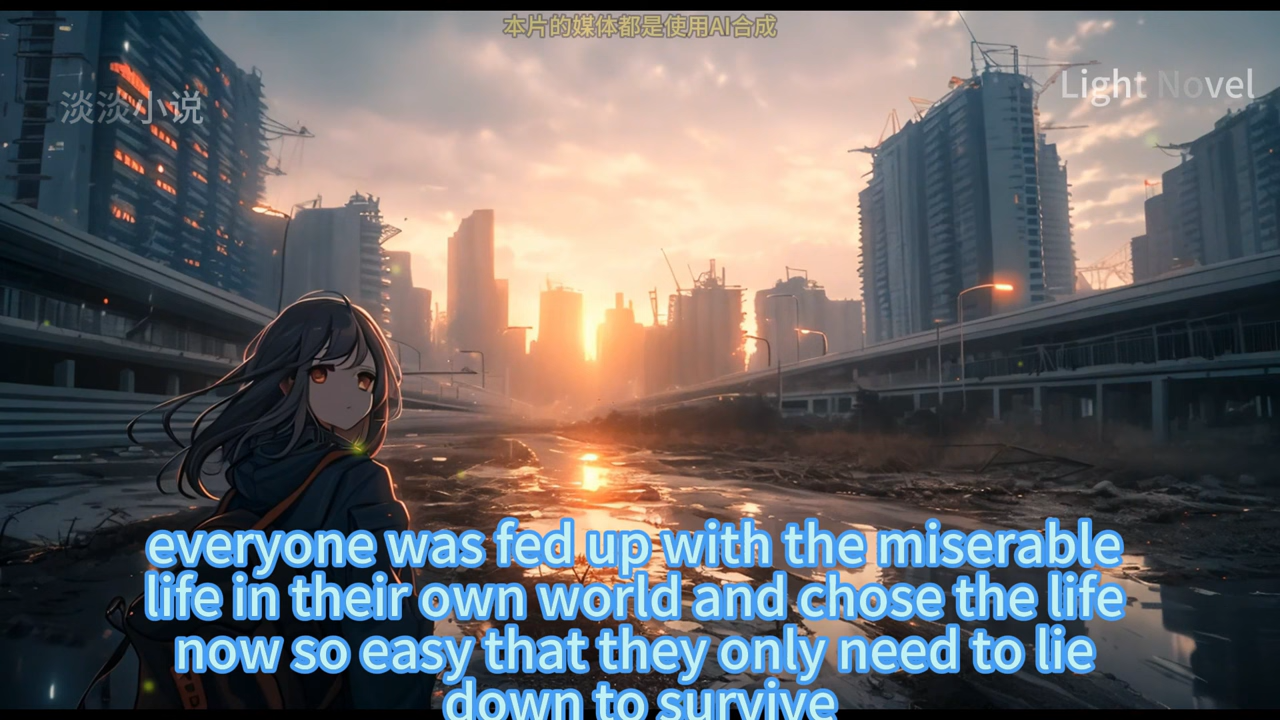 本片的媒体都是使用AI合成
淡淡小说
Light Novel
everyone was fed up with the miserable
life in their own world and chose the life
now so easy that they only need to lie
down to survive